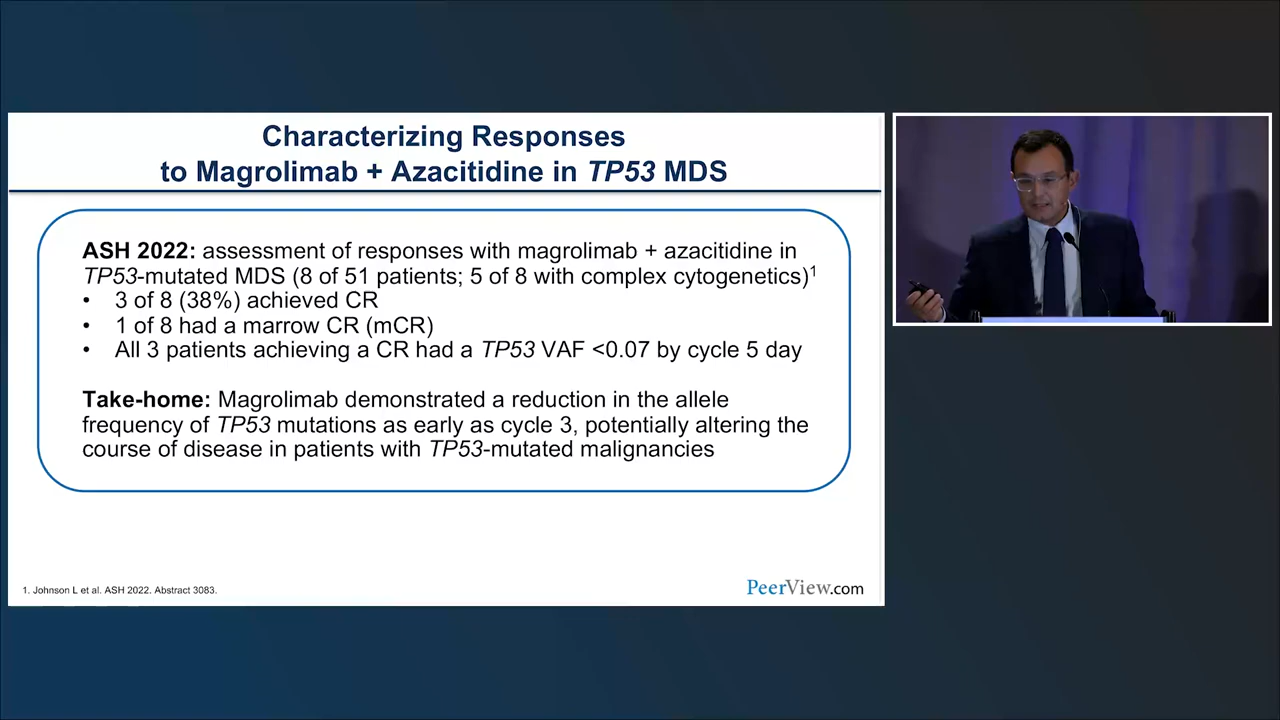 Characterizing Responses
to Magrolimab + Azacitidine in TP53 MDS
ASH 2022: assessment of responses with magrolimab + azacitidine in
TP53-mutated MDS (8 of 51 patients; 5 of 8 with complex cytogenetics)1
• 3 of 8 (38%) achieved CR
• 1 of 8 had a marrow CR (mCR)
• All 3 patients achieving a CR had a TP53 VAF <0.07 by cycle 5 day
Take-home: Magrolimab demonstrated a reduction in the allele
frequency of TP53 mutations as early as cycle 3, potentially altering the
course of disease in patients with TP53-mutated malignancies
1. Johnson L et al. ASH 2022. Abstract 3083.
PeerView.com